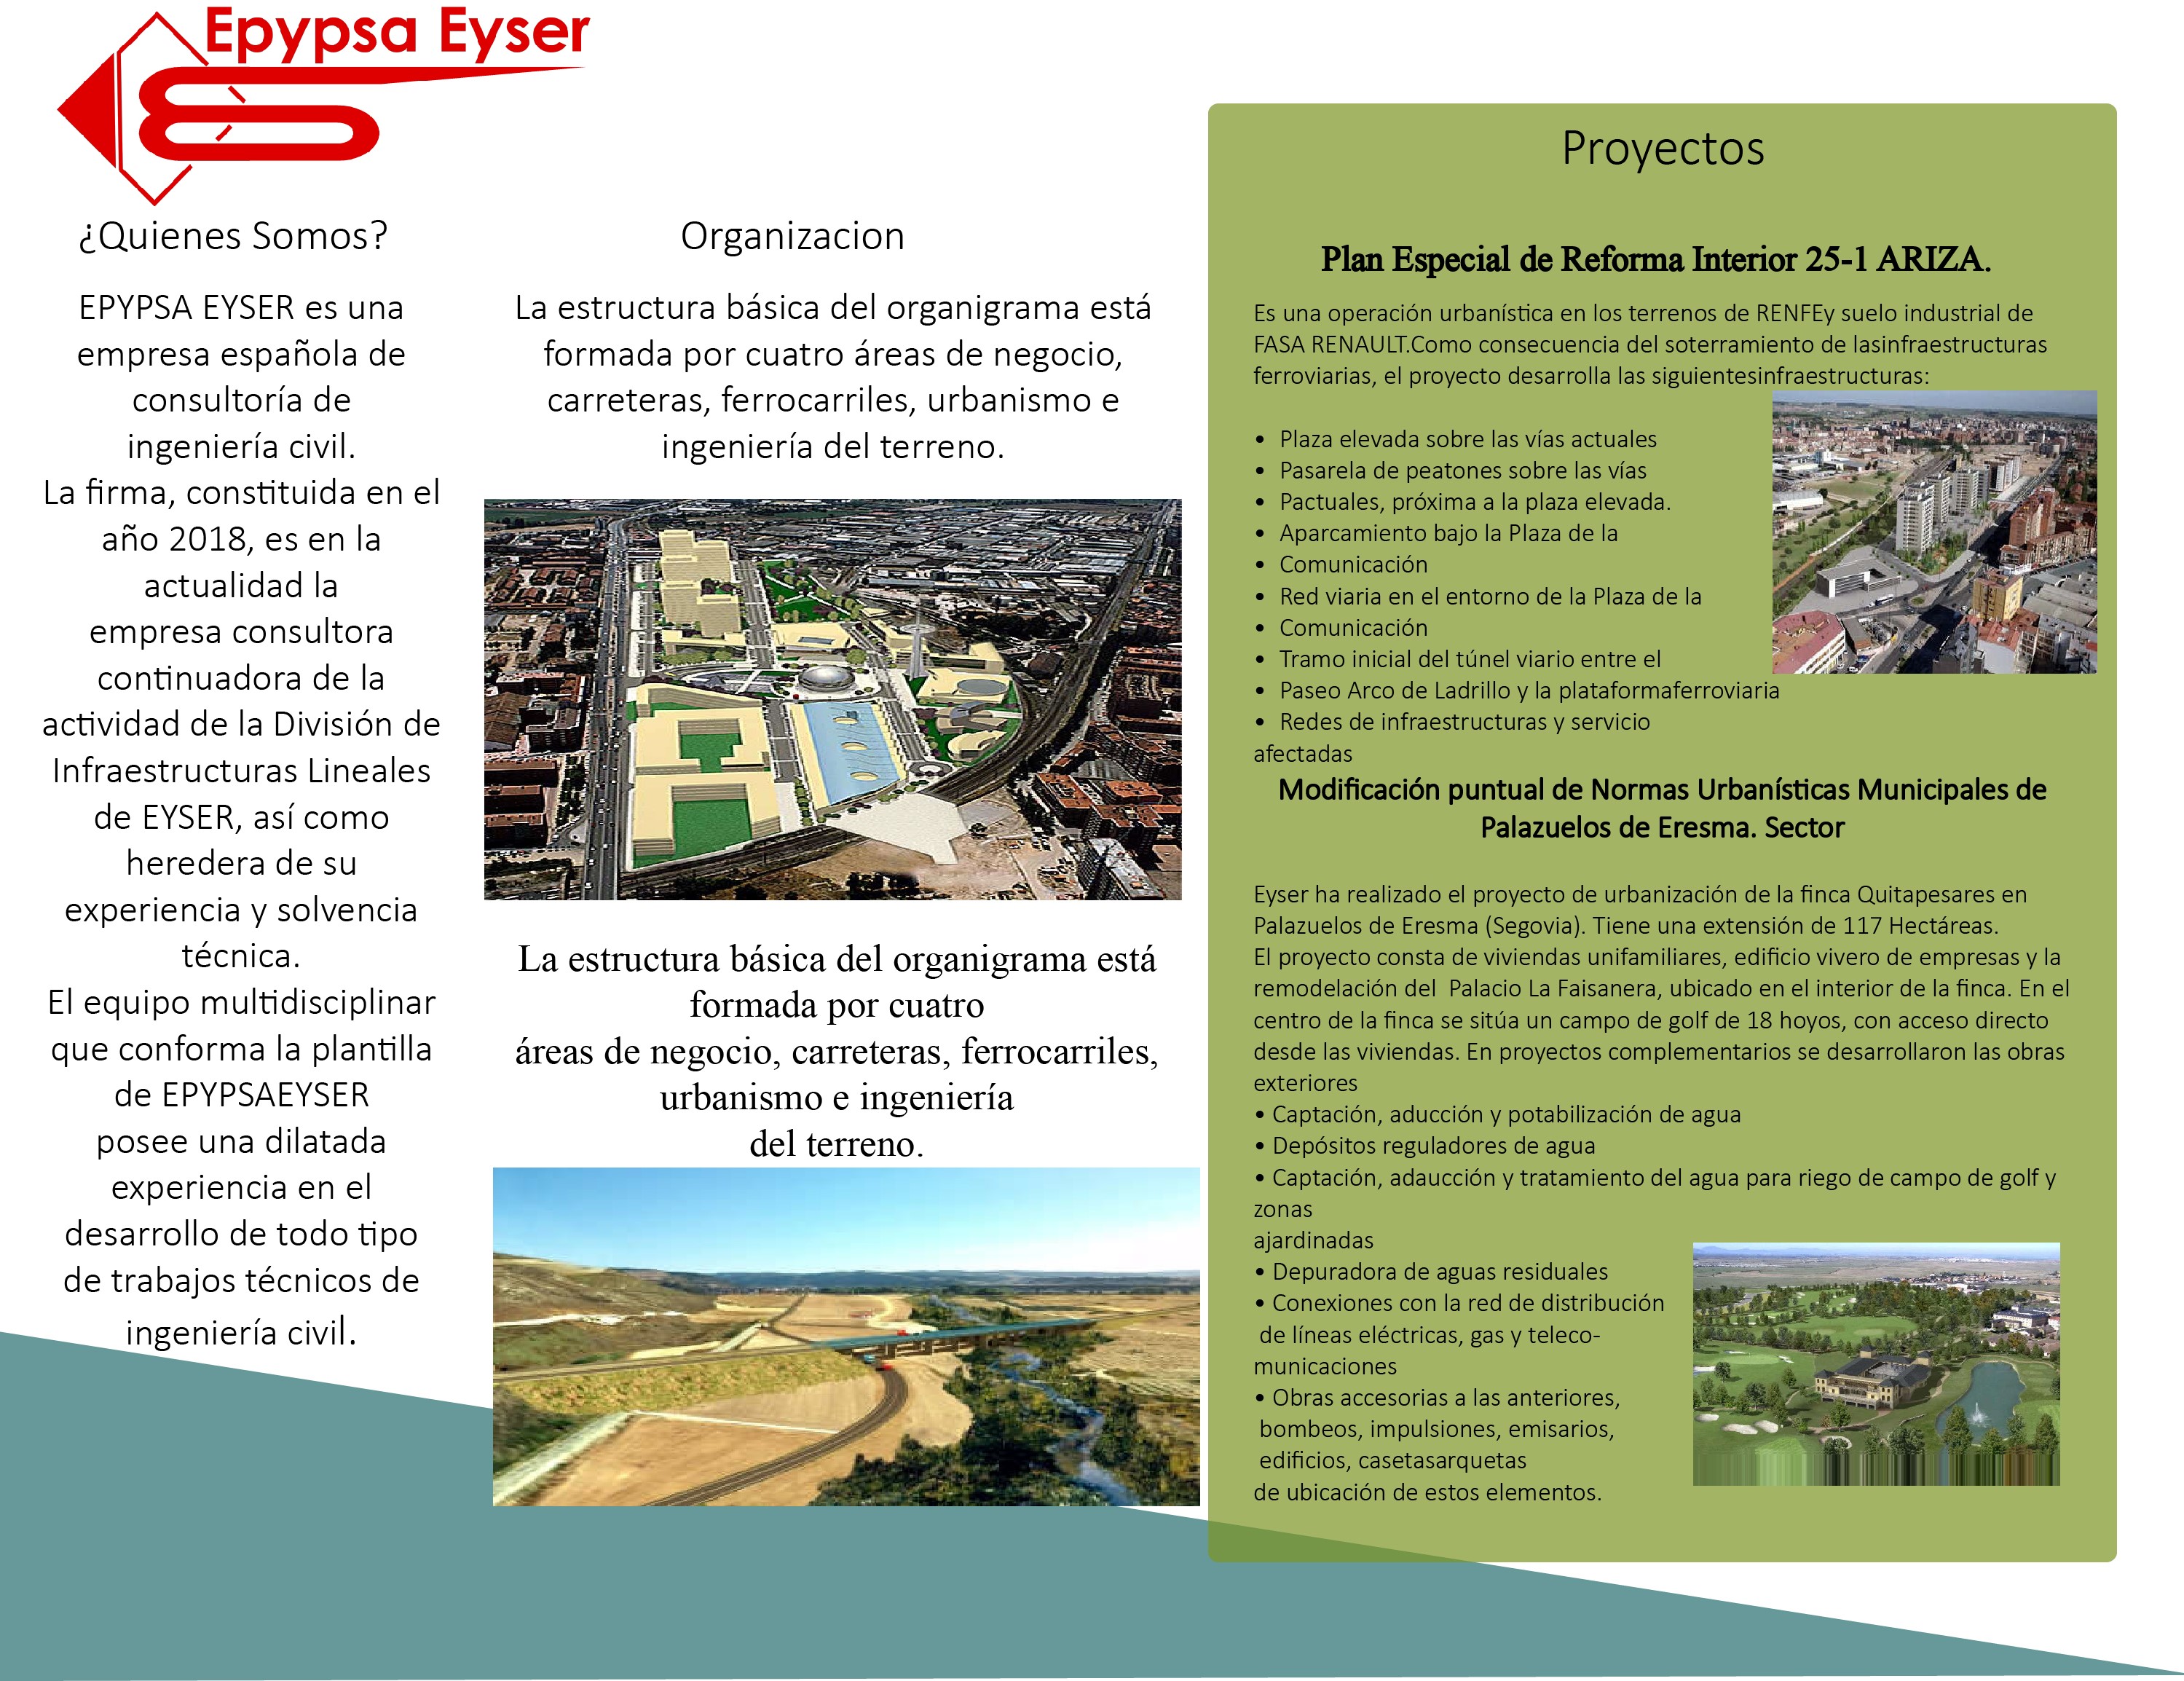 Epypsa Eyser
¿Quienes Somos?
EPYPSA EYSER es una
empresa española de
consultoría de
ingeniería civil.
La firma, constituida en el
año 2018, es en la
actualidad la
empresa consultora
continuadora de la
actividad de la División de
Infraestructuras Lineales
de EYSER, así como
heredera de su
experiencia y solvencia
técnica.
El equipo multidisciplinar
que conforma la plantilla
de EPYPSAEYSER
posee una dilatada
experiencia en el
desarrollo de todo tipo
de trabajos técnicos de
ingeniería civil.
Organizacion
La estructura básica del organigrama está
formada por cuatro áreas de negocio,
carreteras, ferrocarriles, urbanismo e
ingeniería del terreno.
La estructura básica del organigrama está
formada por cuatro
áreas de negocio, carreteras, ferrocarriles,
urbanismo e ingeniería
del terreno.
Proyectos
Plan Especial de Reforma Interior 25-1 ARIZA.
Es una operación urbanística en los terrenos de RENFEy suelo industrial de
FASA RENAULT.Como consecuencia del soterramiento de lasinfraestructuras
ferroviarias, el proyecto desarrolla las siguientesinfraestructuras:
• Plaza elevada sobre las vías actuales
• Pasarela de peatones sobre las vías
• Pactuales, próxima a la plaza elevada.
• Aparcamiento bajo la Plaza de la
• Comunicación
• Red viaria en el entorno de la Plaza de la
• Comunicación
• Tramo inicial del túnel viario entre el
• Paseo Arco de Ladrillo y la plataformaferroviaria
• Redes de infraestructuras y servicio
afectadas
Modificación puntual de Normas Urbanísticas Municipales de
Palazuelos de Eresma. Sector
Eyser ha realizado el proyecto de urbanización de la finca Quitapesares en
Palazuelos de Eresma (Segovia). Tiene una extensión de 117 Hectáreas.
El proyecto consta de viviendas unifamiliares, edificio vivero de empresas y la
remodelación del Palacio La Faisanera, ubicado en el interior de la finca. En el
centro de la finca se sitúa un campo de golf de 18 hoyos, con acceso directo
desde las viviendas. En proyectos complementarios se desarrollaron las obras
exteriores
• Captación, aducción y potabilización de agua
• Depósitos reguladores de agua
• Captación, adaucción y tratamiento del agua para riego de campo de golf y
zonas
ajardinadas
• Depuradora de aguas residuales
• Conexiones con la red de distribución
de líneas eléctricas, gas y teleco-
municaciones
• Obras accesorias a las anteriores,
bombeos, impulsiones, emisarios,
edificios, casetasarquetas
de ubicación de estos elementos.